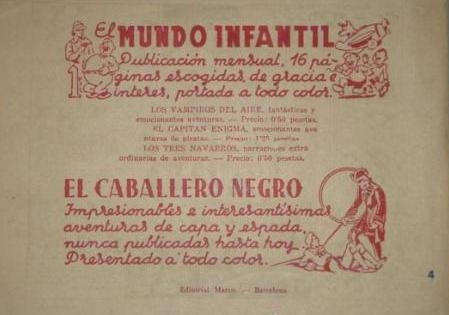 El MUNDO INFANTIL
Publicación mensual, 16 pá-
ginas escogidas de gracia e
interes, portada a todo color.
LOS VAMPIROS DEL AIRE, fantásticas y
emocionantes aventuras. — Precio: 0'50 pesetas.
EL CAPITAN ENIGMA, emocionantes ave
nturas de piratas. — Precio: 1'25 pesetas
LOS TRES NAVARROS, narraciones extra
ordinarias de aventuras. — Precio: 0'50 pesetas.
EL CABALLERO NEGRO
Impresionables e interesantísimas
aventuras de capa y espada,
nunca publicadas hasta hoy
Presentado a todo color.
4
Editorial Marco — Barcelona